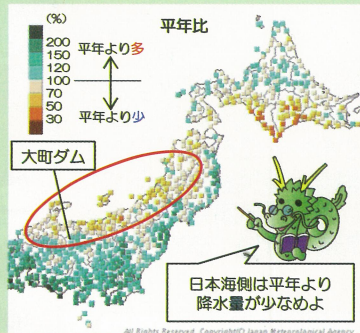 平年比
(%)
200
150
120
100
70
50
30
平年より多
平年より少
大町ダム
日本海側は平年より
降水量が少なめよ
All Rights Reserved. Copyright(C) Japan Meteorological Agency